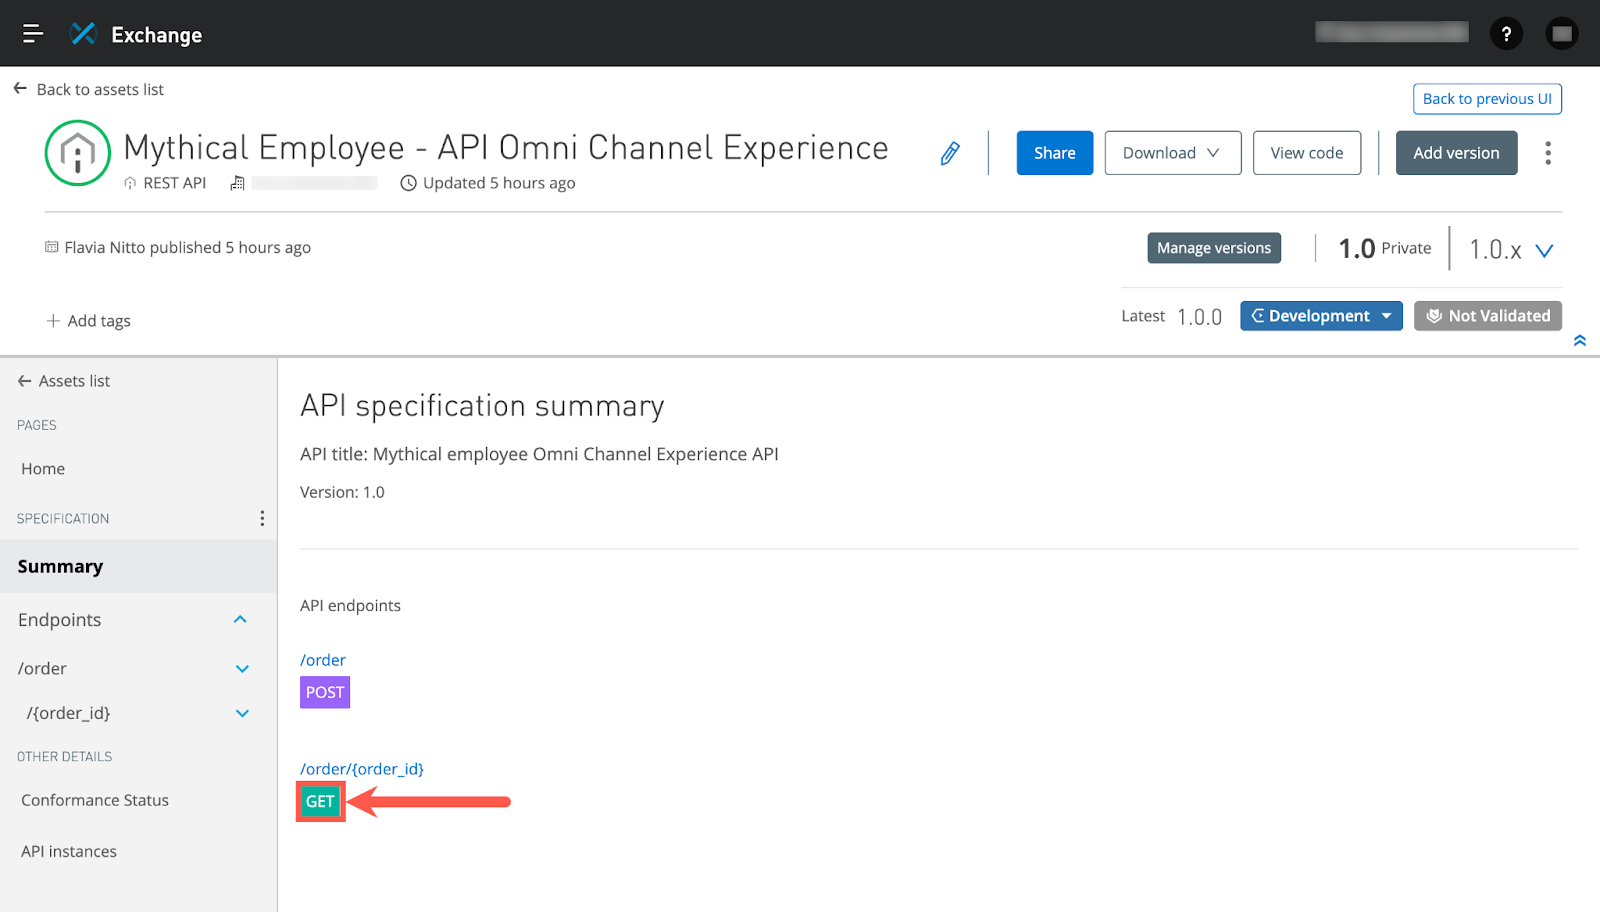 Exchange
?
Back to assets list
Back to previous UI
Mythical Employee - API Omni Channel Experience
Share
Download
View code
Add version
REST API
Updated 5 hours ago
Flavia Nitto published 5 hours ago
Manage versions
1.0 Private
1.0.x
Add tags
Latest 1.0.0
Development
Not Validated
Assets list
PAGES
Home
SPECIFICATION
Summary
Endpoints
/order
/{order_id}
OTHER DETAILS
Conformance Status
API instances
API specification summary
API title: Mythical employee Omni Channel Experience API
Version: 1.0
API endpoints
/order
POST
/order/{order_id}
GET